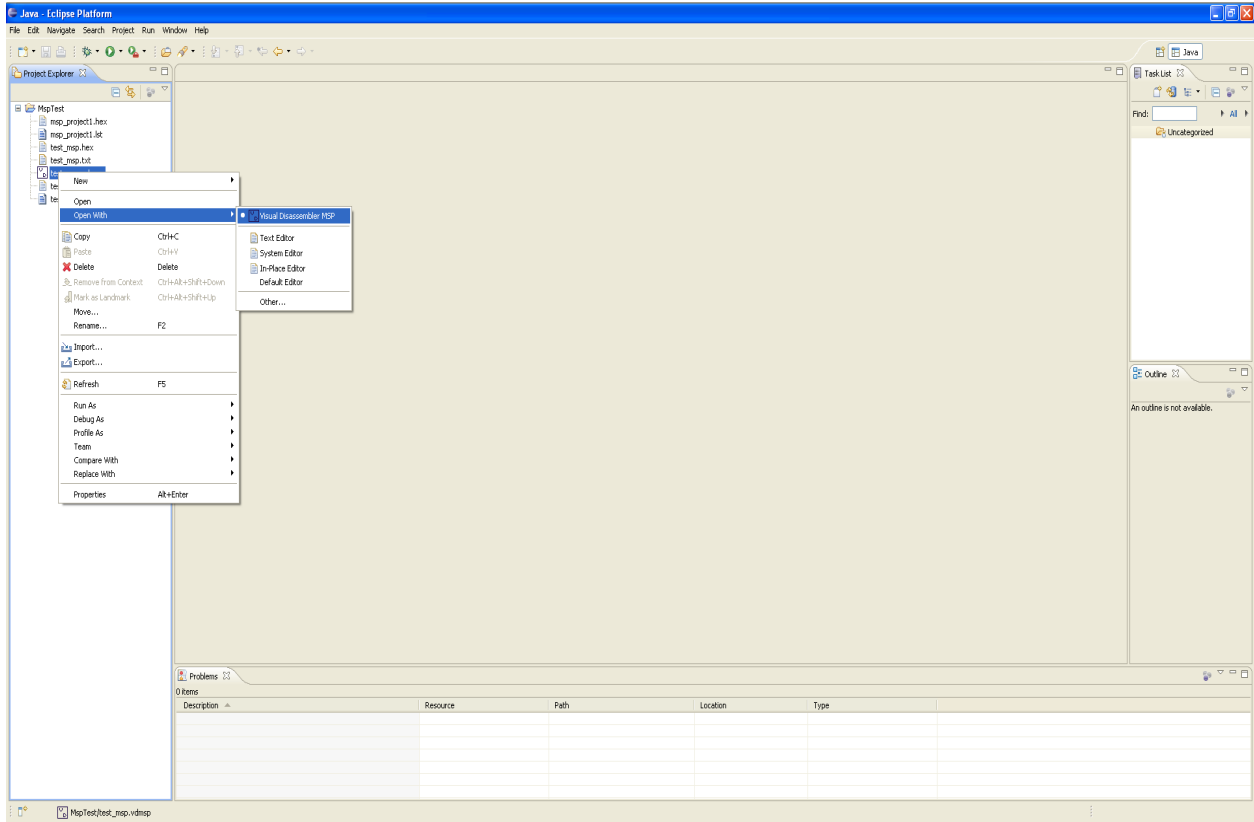 Java - Eclipse Platform
File Edit Navigate Search Project Run Window Help
Java
Project Explorer
MspTest
msp_project1.hex
msp_project1.lst
test_msp.hex
test_msp.txt
New
Open
Open With
Copy Ctrl+C
Paste Ctrl+V
Delete Delete
Remove from Context Ctrl+Alt+Shift+Down
Mark as Landmark Ctrl+Alt+Shift+Up
Move...
Rename... F2
Import...
Export...
Refresh F5
Run As
Debug As
Profile As
Team
Compare With
Replace With
Properties Alt+Enter
Visual Disassembler MSP
Text Editor
System Editor
In-Place Editor
Default Editor
Other...
Task List
Find: All
Uncategorized
Outline
An outline is not available.
Problems
0 items
Description Resource Path Location Type
MspTest/test_msp.vdmsp